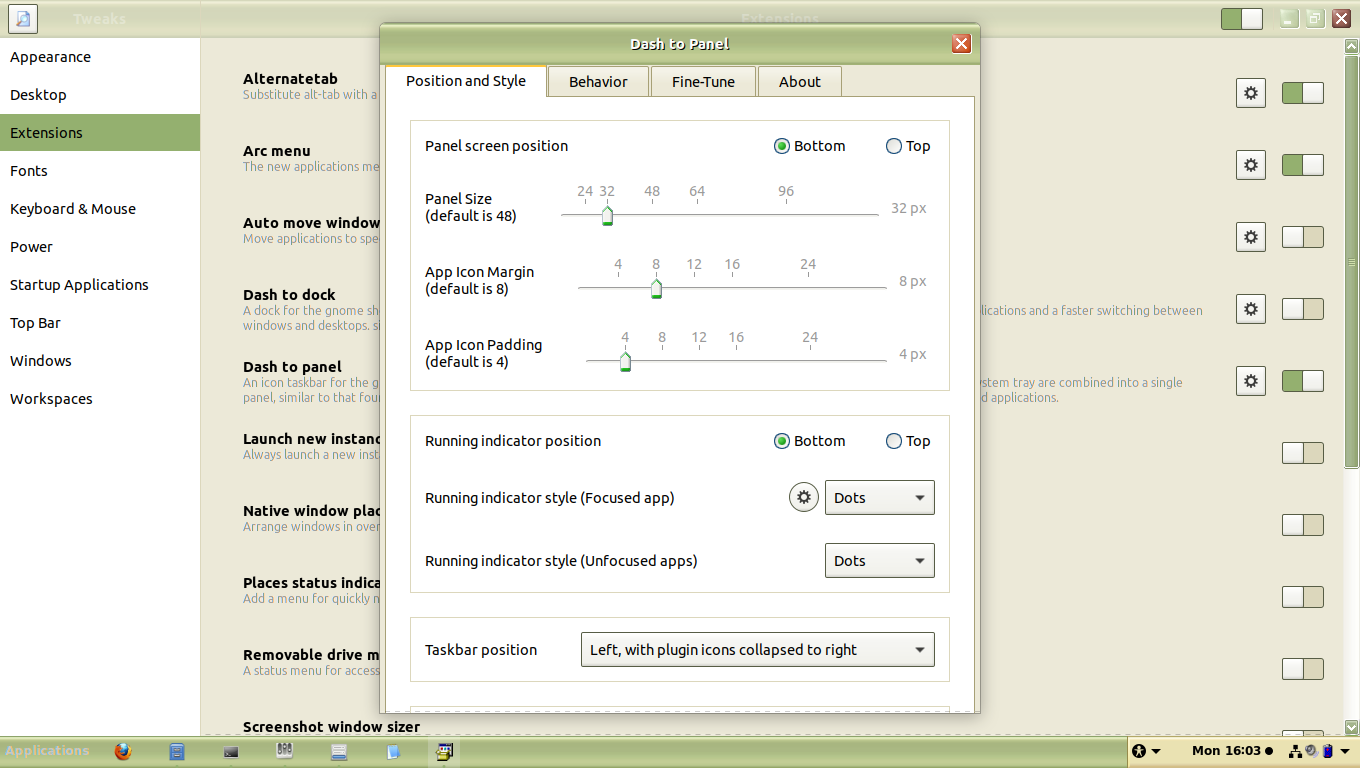 Tweaks
Extensions
Appearance
Desktop
Extensions
Fonts
Keyboard & Mouse
Power
Startup Applications
Top Bar
Windows
Workspaces
Alternatetab
Substitute alt-tab with a
Arc menu
The new applications me
Auto move window
Move applications to spe
Dash to dock
A dock for the gnome sh
lications and a faster switching between
windows and desktops. si
Dash to panel
An icon taskbar for the g
stem tray are combined into a single
panel, similar to that four
d applications.
Launch new instanc
Always launch a new inst
Native window plac
Arrange windows in over
Places status indica
Add a menu for quickly n
Removable drive m
A status menu for access
Screenshot window sizer
Dash to Panel
Position and Style
Behavior
Fine-Tune
About
Panel screen position
Bottom
Top
24 32 48 64 96
Panel Size
(default is 48)
32 px
4 8 12 16 24
App Icon Margin
(default is 8)
8 px
4 8 12 16 24
App Icon Padding
(default is 4)
4 px
Running indicator position
Bottom
Top
Running indicator style (Focused app)
Dots
Running indicator style (Unfocused apps)
Dots
Taskbar position
Left, with plugin icons collapsed to right
Applications
Mon 16:03